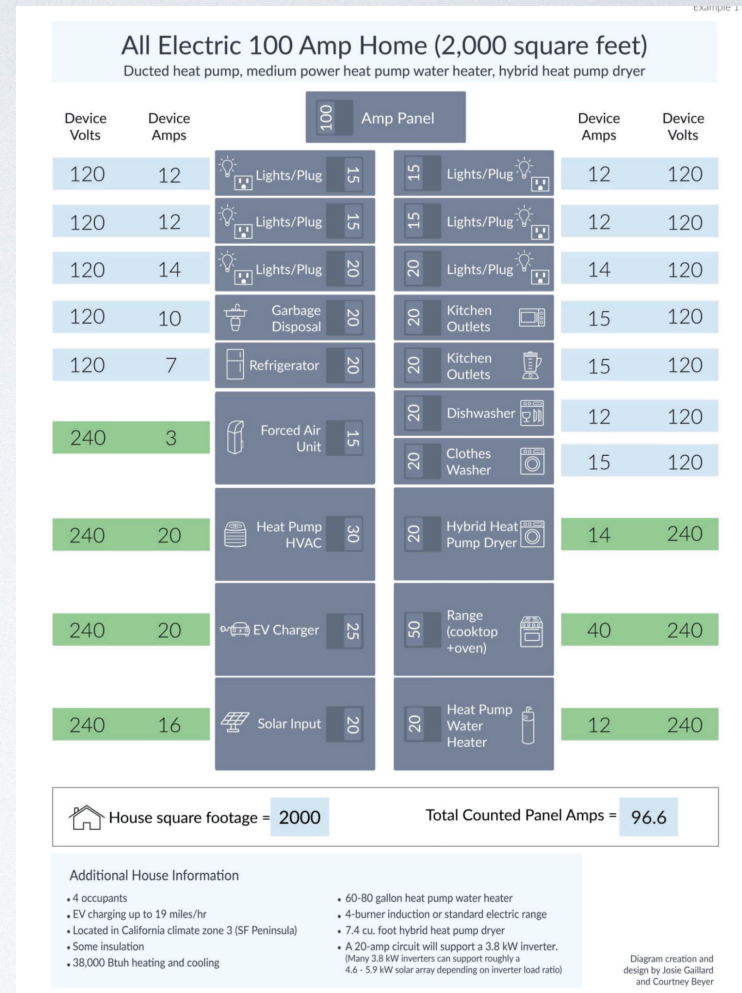 Example 1
All Electric 100 Amp Home (2,000 square feet)
Ducted heat pump, medium power heat pump water heater, hybrid heat pump dryer
Device Volts
Device Amps
100 Amp Panel
Device Amps
Device Volts
120 12 Lights/Plug 15
15 Lights/Plug 12 120
120 12 Lights/Plug 15
15 Lights/Plug 12 120
120 14 Lights/Plug 20
20 Lights/Plug 14 120
120 10 Garbage Disposal 20
20 Kitchen Outlets 15 120
120 7 Refrigerator 20
20 Kitchen Outlets 15 120
240 3 Forced Air Unit 15
20 Dishwasher 12 120
20 Clothes Washer 15 120
240 20 Heat Pump HVAC 30
20 Hybrid Heat Pump Dryer 14 240
240 20 EV Charger 25
50 Range (cooktop +oven) 40 240
240 16 Solar Input 20
20 Heat Pump Water Heater 12 240
House square footage = 2000
Total Counted Panel Amps = 96.6
Additional House Information
• 4 occupants
• EV charging up to 19 miles/hr
• Located in California climate zone 3 (SF Peninsula)
• Some insulation
• 38,000 Btuh heating and cooling
• 60-80 gallon heat pump water heater
• 4-burner induction or standard electric range
• 7.4 cu. foot hybrid heat pump dryer
• A 20-amp circuit will support a 3.8 kW inverter.
(Many 3.8 kW inverters can support roughly a
4.6 - 5.9 kW solar array depending on inverter load ratio)
Diagram creation and
design by Josie Gaillard
and Courtney Beyer